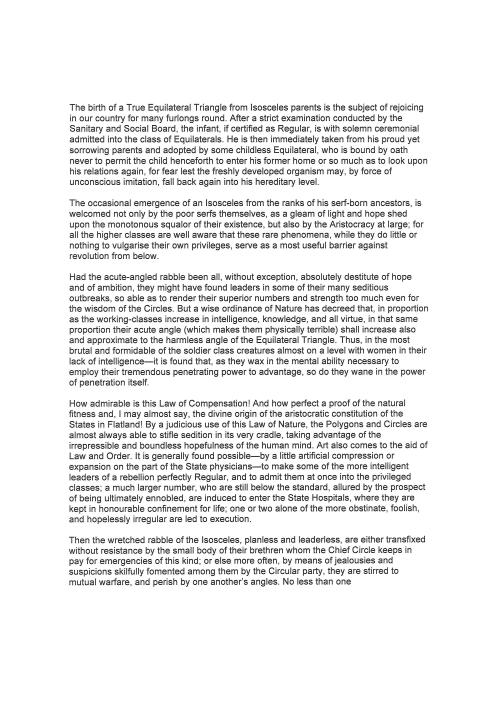 The birth of a True Equilateral Triangle from Isosceles parents is the subject of rejoicing
in our country for many furlongs round. After a strict examination conducted by the
Sanitary and Social Board, the infant, if certified as Regular, is with solemn ceremonial
admitted into the class of Equilaterals. He is then immediately taken from his proud yet
sorrowing parents and adopted by some childless Equilateral, who is bound by oath
never to permit the child henceforth to enter his former home or so much as to look upon
his relations again, for fear lest the freshly developed organism may, by force of
unconscious imitation, fall back again into his hereditary level.

The occasional emergence of an Isosceles from the ranks of his serf-born ancestors, is
welcomed not only by the poor serfs themselves, as a gleam of light and hope shed
upon the monotonous squalor of their existence, but also by the Aristocracy at large; for
all the higher classes are well aware that these rare phenomena, while they do little or
nothing to vulgarise their own privileges, serve as a most useful barrier against
revolution from below.

Had the acute-angled rabble been all, without exception, absolutely destitute of hope
and of ambition, they might have found leaders in some of their many seditious
outbreaks, so able as to render their superior numbers and strength too much even for
the wisdom of the Circles. But a wise ordinance of Nature has decreed that, in proportion
as the working-classes increase in intelligence, knowledge, and all virtue, in that same
proportion their acute angle (which makes them physically terrible) shall increase also
and approximate to the harmless angle of the Equilateral Triangle. Thus, in the most
brutal and formidable of the soldier class creatures almost on a level with women in their
lack of intelligence—it is found that, as they wax in the mental ability necessary to
employ their tremendous penetrating power to advantage, so do they wane in the power
of penetration itself.

How admirable is this Law of Compensation! And how perfect a proof of the natural
fitness and, I may almost say, the divine origin of the aristocratic constitution of the
States in Flatland! By a judicious use of this Law of Nature, the Polygons and Circles are
almost always able to stifle sedition in its very cradle, taking advantage of the
irrepressible and boundless hopefulness of the human mind. Art also comes to the aid of
Law and Order. It is generally found possible—by a little artificial compression or
expansion on the part of the State physicians—to make some of the more intelligent
leaders of a rebellion perfectly Regular, and to admit them at once into the privileged
classes; a much larger number, who are still below the standard, allured by the prospect
of being ultimately ennobled, are induced to enter the State Hospitals, where they are
kept in honourable confinement for life; one or two alone of the more obstinate, foolish,
and hopelessly irregular are led to execution.

Then the wretched rabble of the Isosceles, planless and leaderless, are either transfixed
without resistance by the small body of their brethren whom the Chief Circle keeps in
pay for emergencies of this kind; or else more often, by means of jealousies and
suspicions skilfully fomented among them by the Circular party, they are stirred to
mutual warfare, and perish by one another's angles. No less than one